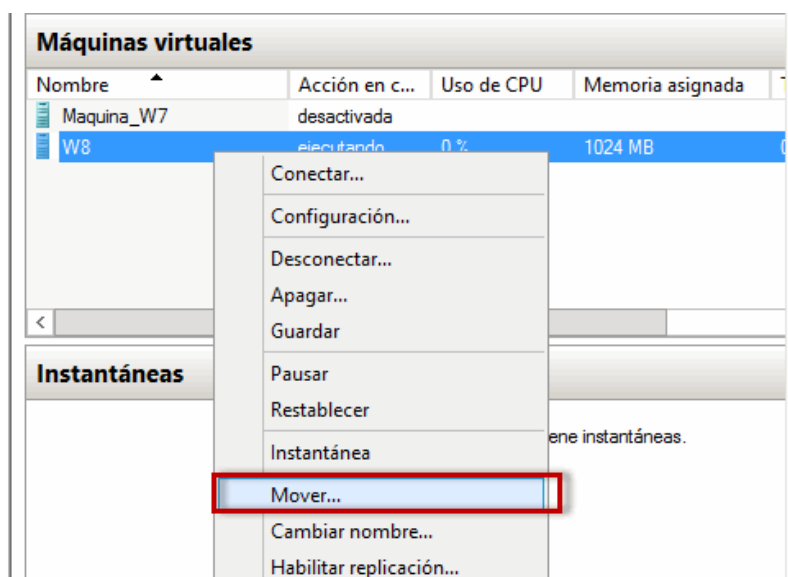 Máquinas virtuales
Nombre Acción en c... Uso de CPU Memoria asignada
Maquina_W7 desactivada
W8 ejecutando 0 % 1024 MB
Conectar...
Configuración...
Desconectar...
Apagar...
Guardar
Instantáneas
Pausar
Restablecer
ene instantáneas.
Instantánea
Mover...
Cambiar nombre...
Habilitar replicación...